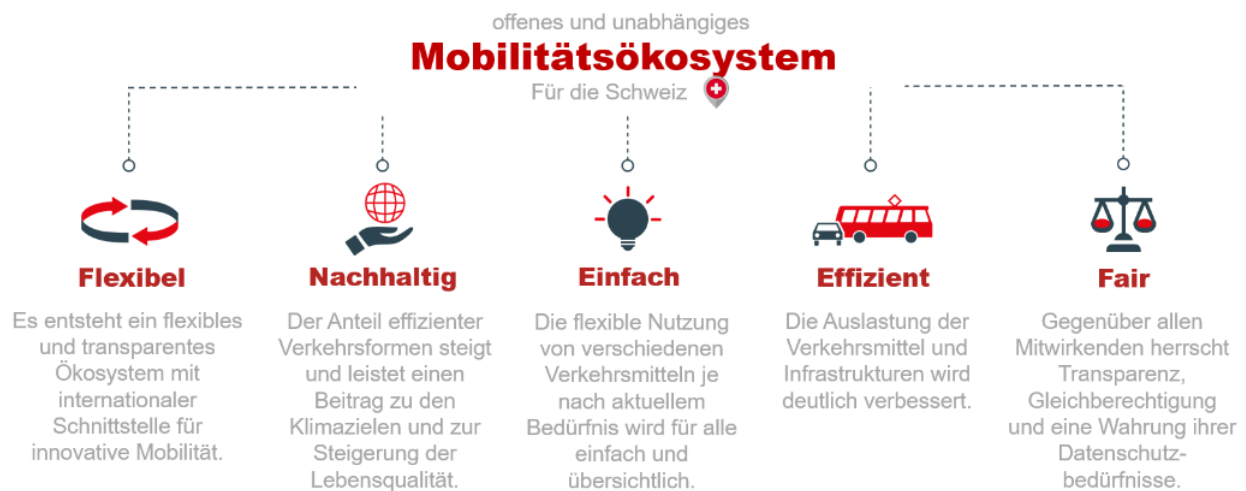 offenes und unabhängiges
Mobilitätsökosystem
Für die Schweiz
Flexibel
Es entsteht ein flexibles
und transparentes
Ökosystem mit
internationaler
Schnittstelle für
innovative Mobilität.
Nachhaltig
Der Anteil effizienter
Verkehrsformen steigt
und leistet einen
Beitrag zu den
Klimazielen und zur
Steigerung der
Lebensqualität.
Einfach
Die flexible Nutzung
von verschiedenen
Verkehrsmitteln je
nach aktuellem
Bedürfnis wird für alle
einfach und
übersichtlich.
Effizient
Die Auslastung der
Verkehrsmittel und
Infrastrukturen wird
deutlich verbessert.
Fair
Gegenüber allen
Mitwirkenden herrscht
Transparenz,
Gleichberechtigung
und eine Wahrung ihrer
Datenschutz-
bedürfnisse.